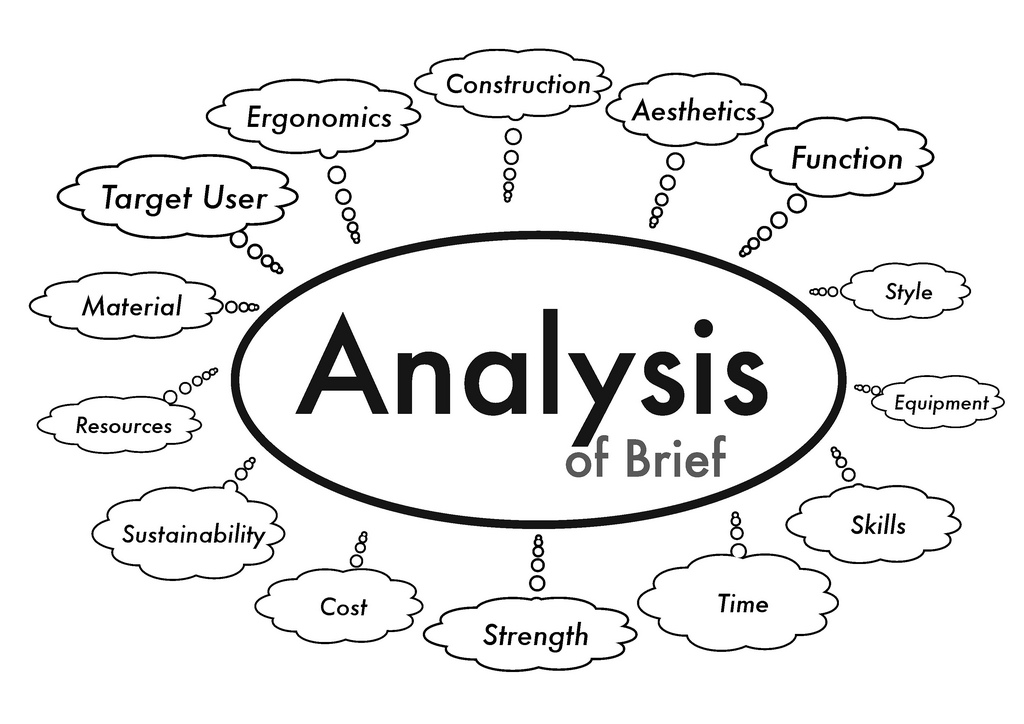 Construction
Ergonomics
Aesthetics
Function
Target User
Material
Style
Analysis
of Brief
Resources
Equipment
Sustainability
Skills
Cost
Strength
Time